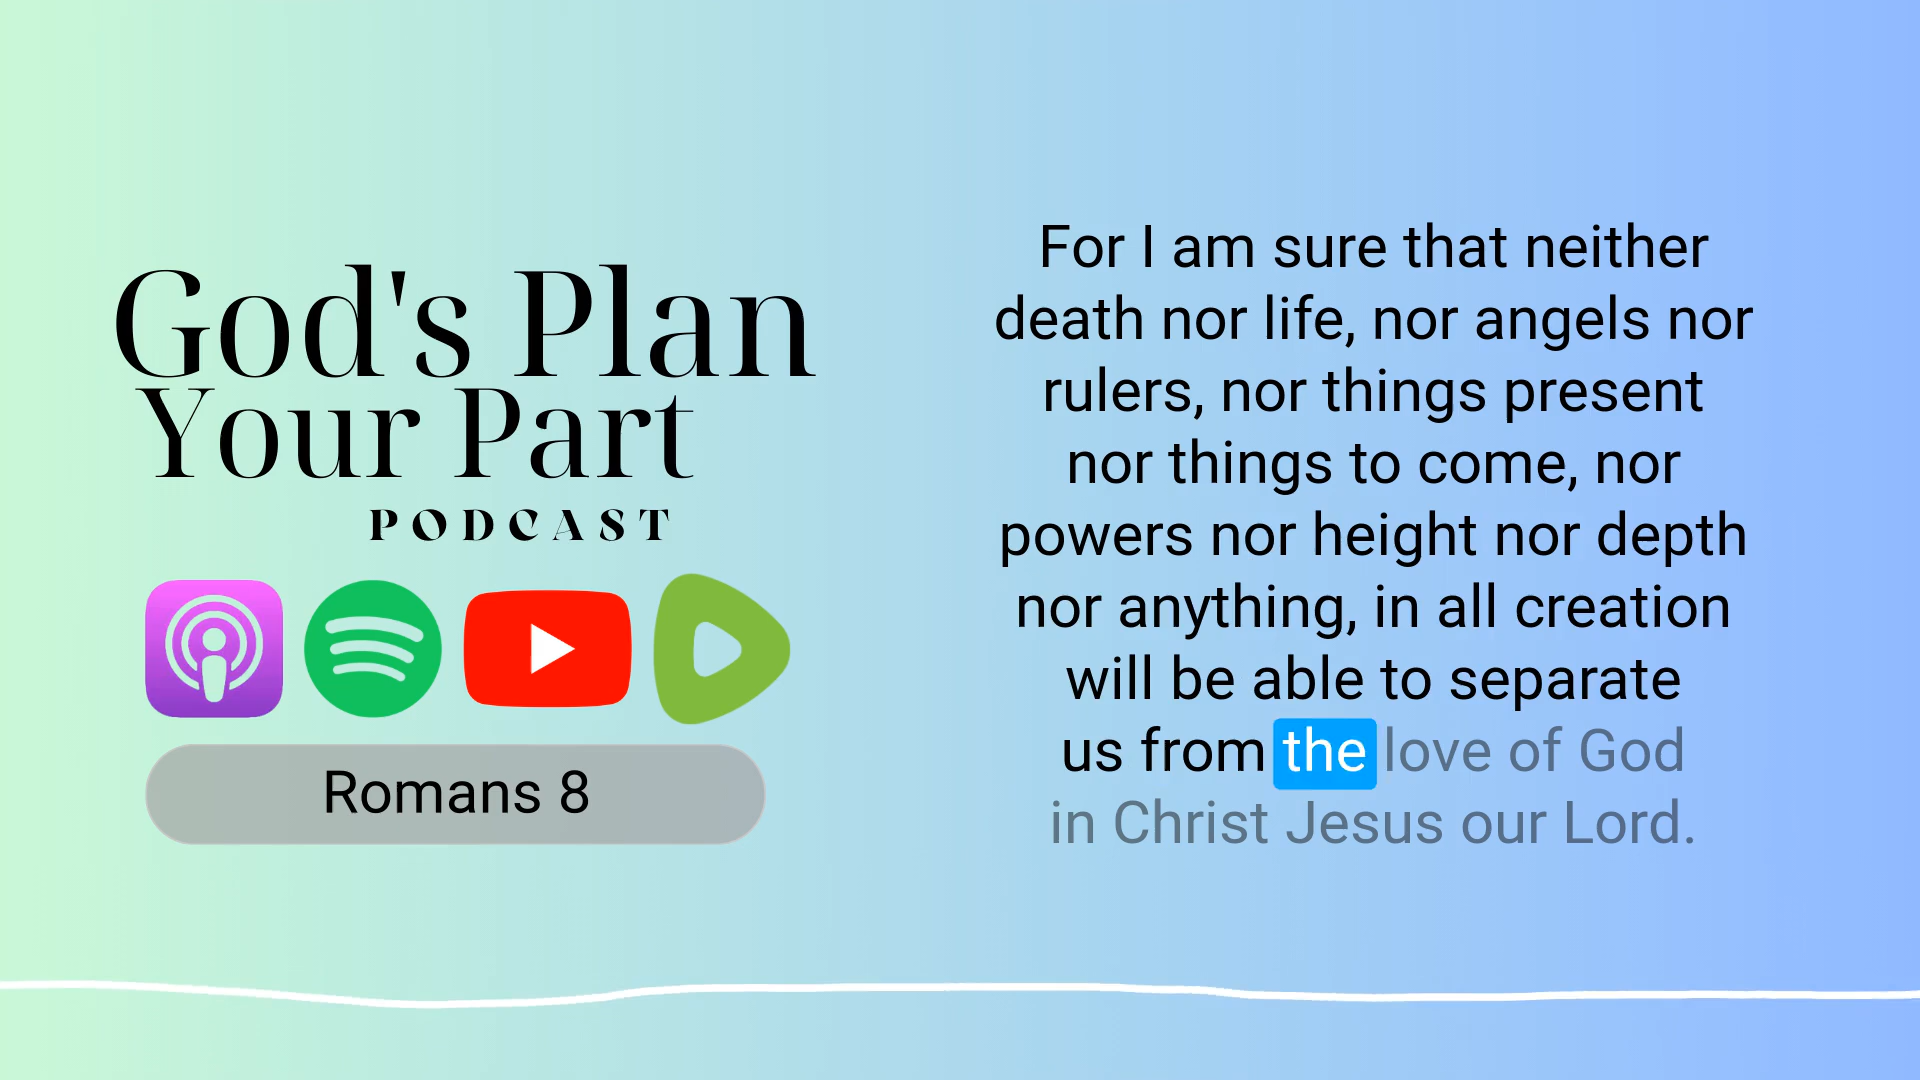 God's Plan
Your Part
PODCAST
Romans 8
For I am sure that neither
death nor life, nor angels nor
rulers, nor things present
nor things to come, nor
powers nor height nor depth
nor anything, in all creation
will be able to separate
us from the love of God
in Christ Jesus our Lord.